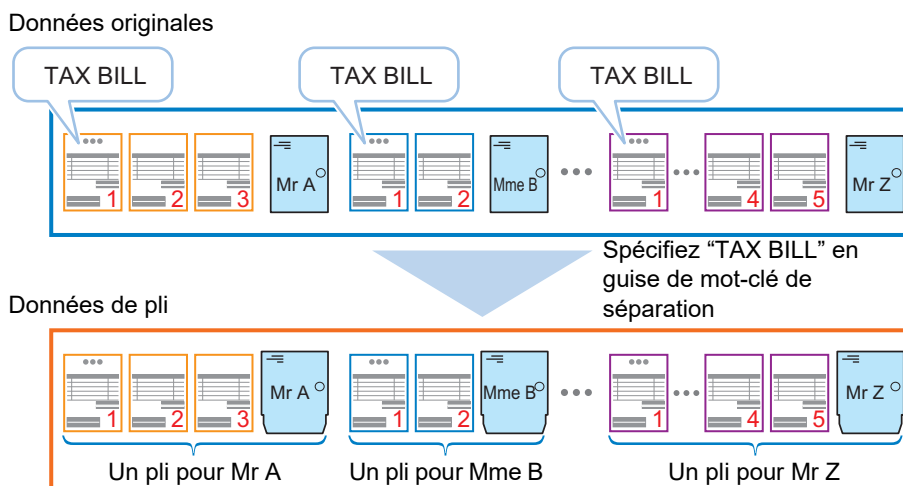 Données originales
TAX BILL TAX BILL TAX BILL
1 2 3 Mr A 1 2 Mme B 1 4 5 Mr Z
Spécifiez “TAX BILL” en
guise de mot-clé de
séparation
Données de pli
1 2 3 Mr A 1 2 Mme B 1 4 5 Mr Z
Un pli pour Mr A Un pli pour Mme B Un pli pour Mr Z